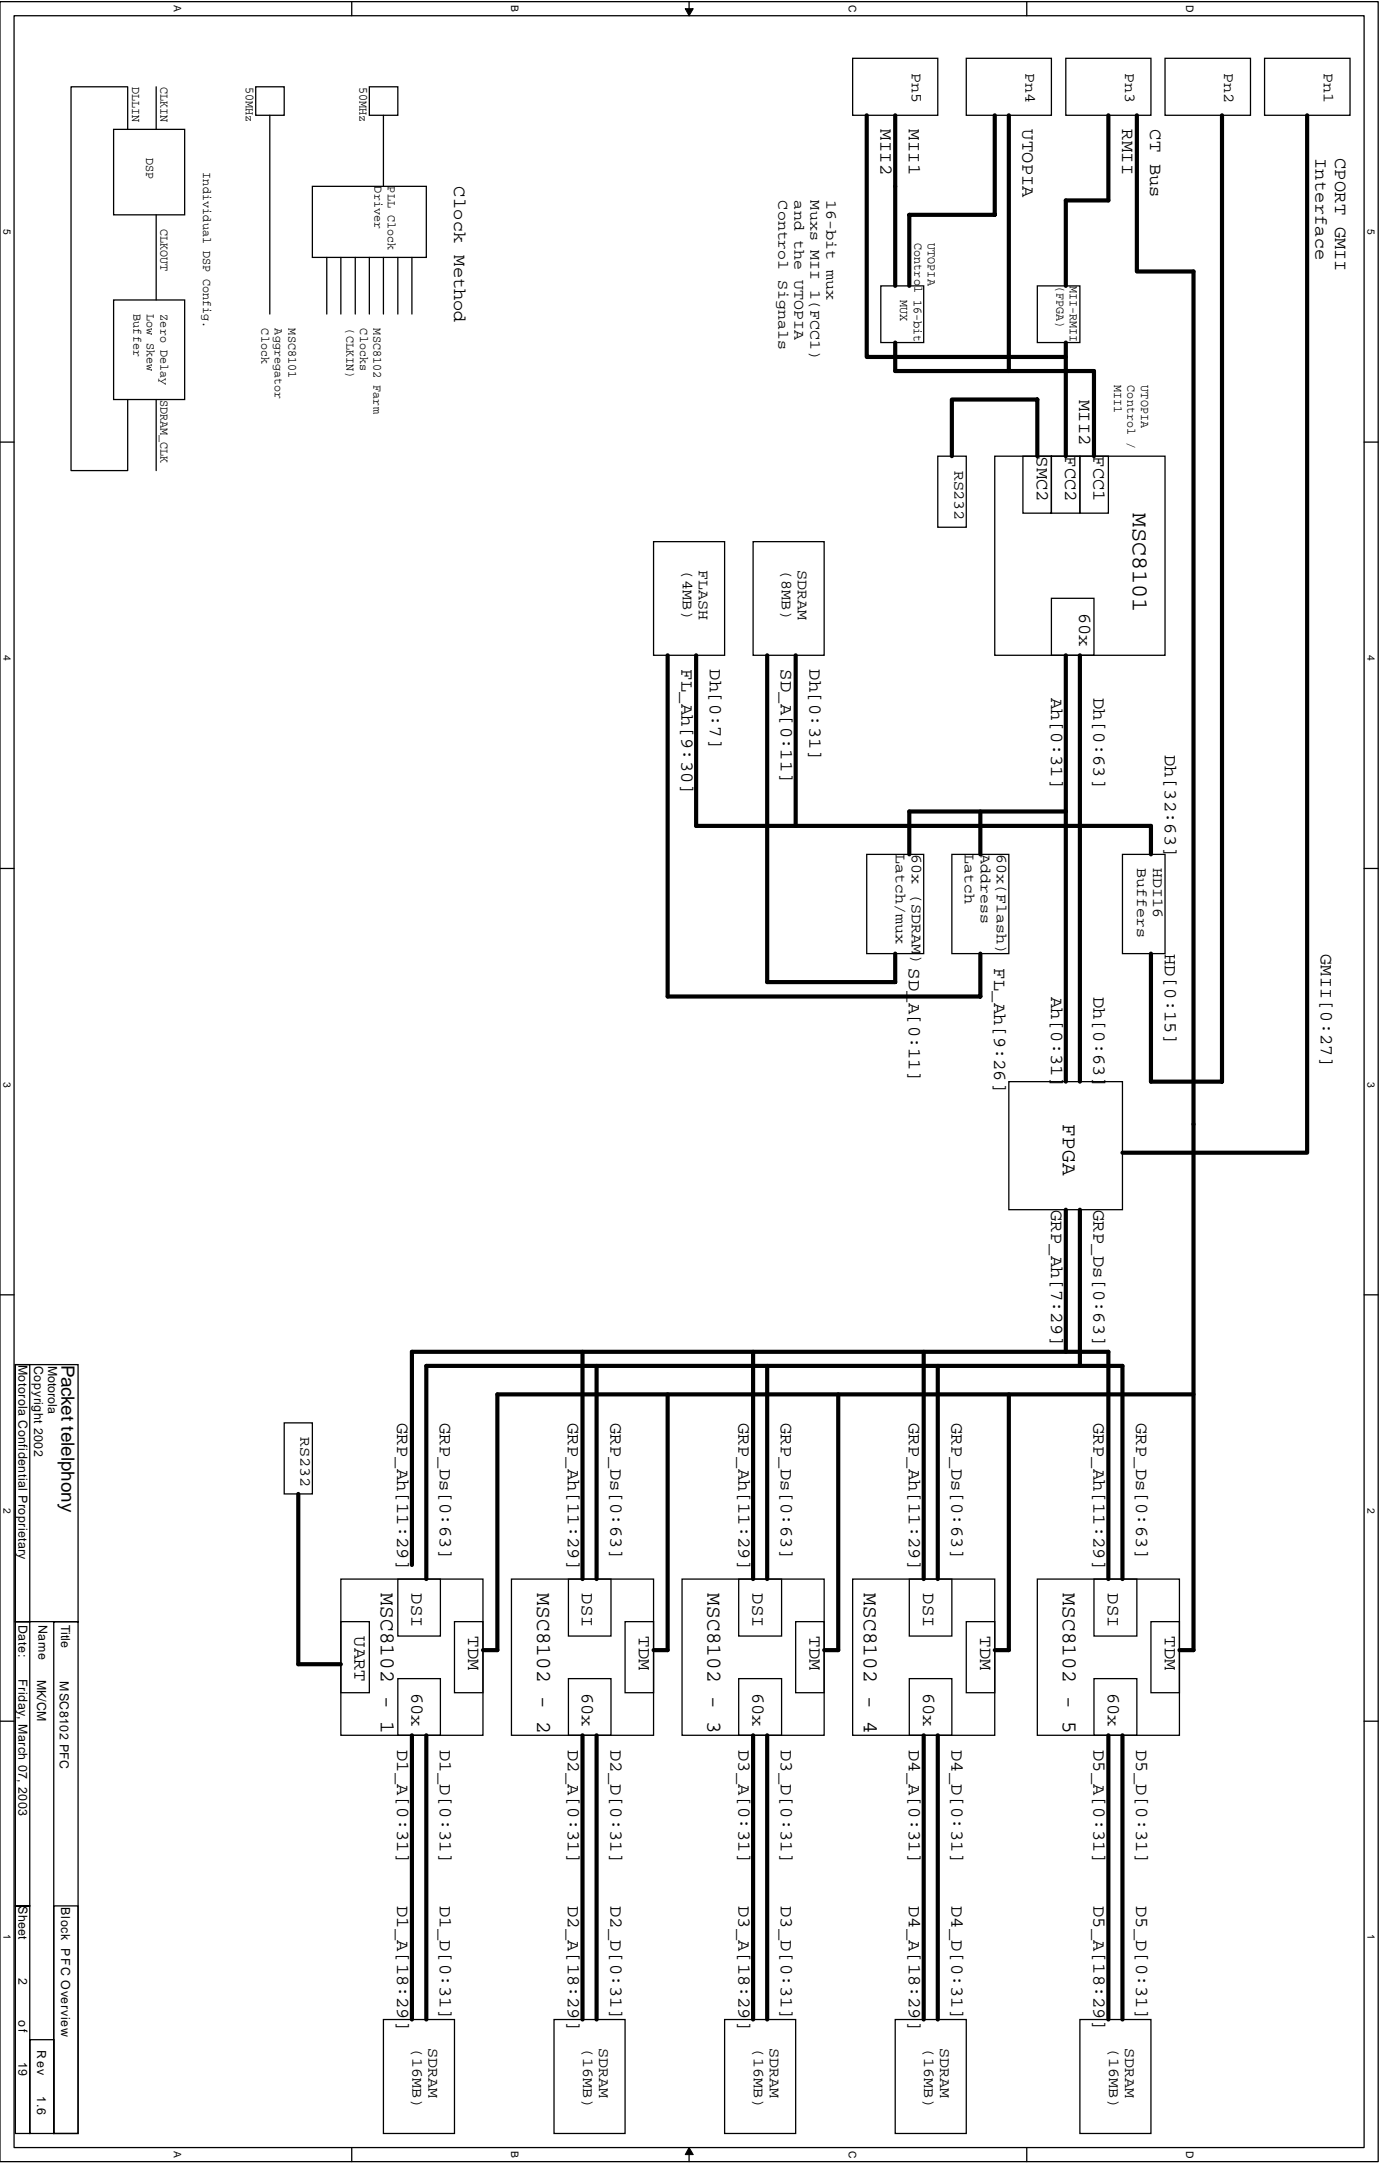 5
4
3
2
1
D
C
B
A
Pn1
CPORT GMII
Interface
GMII[0:27]
Pn2
Pn3
CT Bus
RMII
Pn4
UTOPIA
Pn5
MII1
MII2
MII-RMII
(FPGA)
UTOPIA
Control
16-bit
MUX
16-bit mux
Muxs MII 1(FCC1)
and the UTOPIA
Control Signals
UTOPIA
Control /
MII1
MII2
FCC1
FCC2
SMC2
MSC8101
60x
RS232
Dh[0:63]
Ah[0:31]
Dh[32:63]
HDI16
Buffers
HD[0:15]
60x(Flash)
Address
Latch
FL_Ah[9:26]
60x (SDRAM)
Latch/mux
SD_A[0:11]
SDRAM
(8MB)
Dh[0:31]
SD_A[0:11]
FLASH
(4MB)
Dh[0:7]
FL_Ah[9:30]
Dh[0:63]
Ah[0:31]
FPGA
GRP_Ds[0:63]
GRP_Ah[7:29]
GRP_Ds[0:63]
GRP_Ah[11:29]
TDM
DSI
60x
MSC8102 - 5
D5_D[0:31]
D5_A[0:31]
D5_D[0:31]
D5_A[18:29]
SDRAM
(16MB)
GRP_Ds[0:63]
GRP_Ah[11:29]
TDM
DSI
60x
MSC8102 - 4
D4_D[0:31]
D4_A[0:31]
D4_D[0:31]
D4_A[18:29]
SDRAM
(16MB)
GRP_Ds[0:63]
GRP_Ah[11:29]
TDM
DSI
60x
MSC8102 - 3
D3_D[0:31]
D3_A[0:31]
D3_D[0:31]
D3_A[18:29]
SDRAM
(16MB)
GRP_Ds[0:63]
GRP_Ah[11:29]
TDM
DSI
60x
MSC8102 - 2
D2_D[0:31]
D2_A[0:31]
D2_D[0:31]
D2_A[18:29]
SDRAM
(16MB)
GRP_Ds[0:63]
GRP_Ah[11:29]
TDM
DSI
60x
MSC8102 - 1
UART
RS232
D1_D[0:31]
D1_A[0:31]
D1_D[0:31]
D1_A[18:29]
SDRAM
(16MB)
Clock Method
50MHz
PLL Clock
Driver
MSC8102 Farm
Clocks
(CLKIN)
50MHz
MSC8101
Aggregator
Clock
Individual DSP Config.
CLKIN
DLLIN
DSP
CLKOUT
Zero Delay
Low Skew
Buffer
SDRAM_CLK
Packet telelphony
Motorola
Copyright 2002
Motorola Confidential Proprietary
Title MSC8102 PFC
Block PFC Overview
Name MK/CM
Rev 1.6
Date: Friday, March 07, 2003
Sheet 2 of 19
5
4
3
2
1
D
C
B
A